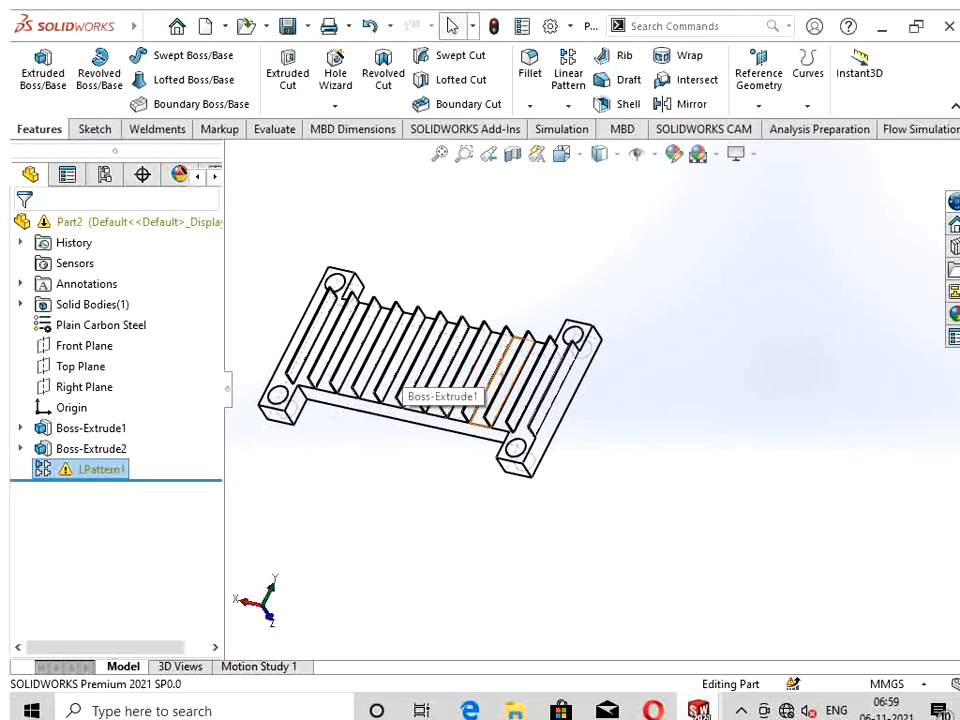 SOLIDWORKS
P...
Search Commands
Extruded Boss/Base
Revolved Boss/Base
Swept Boss/Base
Lofted Boss/Base
Boundary Boss/Base
Extruded Cut
Hole Wizard
Revolved Cut
Swept Cut
Lofted Cut
Boundary Cut
Fillet
Linear Pattern
Rib
Draft
Shell
Wrap
Intersect
Mirror
Reference Geometry
Curves
Instant3D
Features
Sketch
Weldments
Markup
Evaluate
MBD Dimensions
SOLIDWORKS Add-Ins
Simulation
MBD
SOLIDWORKS CAM
Analysis Preparation
Flow Simulation
Part2 (Default<<Default>_Displa
History
Sensors
Annotations
Solid Bodies(1)
Plain Carbon Steel
Front Plane
Top Plane
Right Plane
Origin
Boss-Extrude1
Boss-Extrude2
LPattern1
Boss-Extrude1
Y
X
Z
Model
3D Views
Motion Study 1
SOLIDWORKS Premium 2021 SP0.0
Editing Part
MMGS
Type here to search
ENG
06:59
06-11-2021